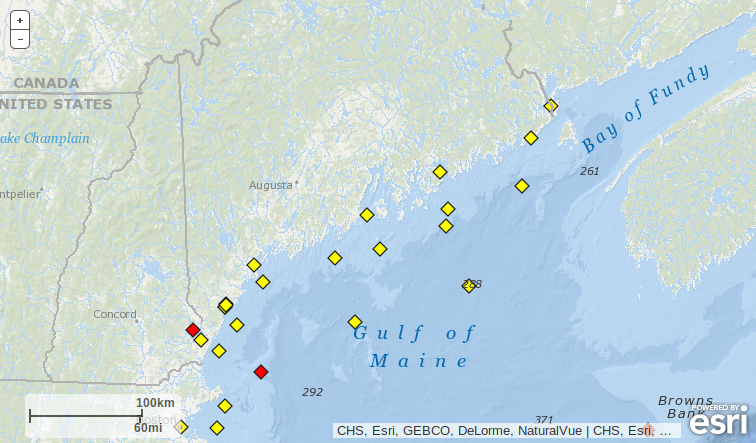 +
-
CANADA
UNITED STATES
Lake Champlain
Montpelier
Augusta
Bay of Fundy
261
288
Concord
Gulf of
Maine
292
371
Browns
Bank
Boston
100km
60mi
POWERED BY
esri
CHS, Esri, GEBCO, DeLorme, NaturalVue | CHS, Esri, ...